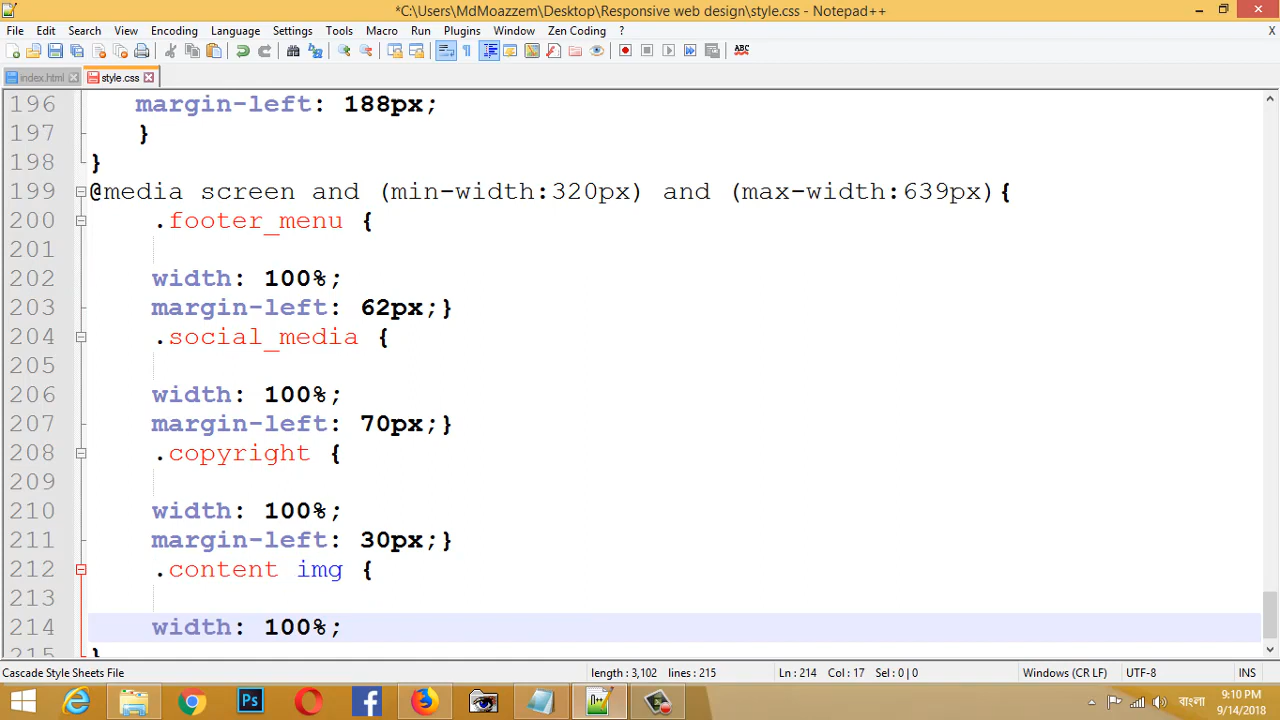 *C:\Users\MdMoazzem\Desktop\Responsive web design\style.css - Notepad++
File Edit Search View Encoding Language Settings Tools Macro Run Plugins Window Zen Coding X
ABC
index.html style.css
196 margin-left: 188px;
197 }
198 }
199 @media screen and (min-width:320px) and (max-width:639px){
200 .footer_menu {
201
202 width: 100%;
203 margin-left: 62px;}
204 .social_media {
205
206 width: 100%;
207 margin-left: 70px;}
208 .copyright {
209
210 width: 100%;
211 margin-left: 30px;}
212 .content img {
213
214 width: 100%;
215 }
Cascade Style Sheets File length : 3,102 lines : 215 Ln : 214 Col : 17 Sel : 0 | 0 Windows (CR LF) UTF-8 INS
Ps বাংলা 9:10 PM
9/14/2018